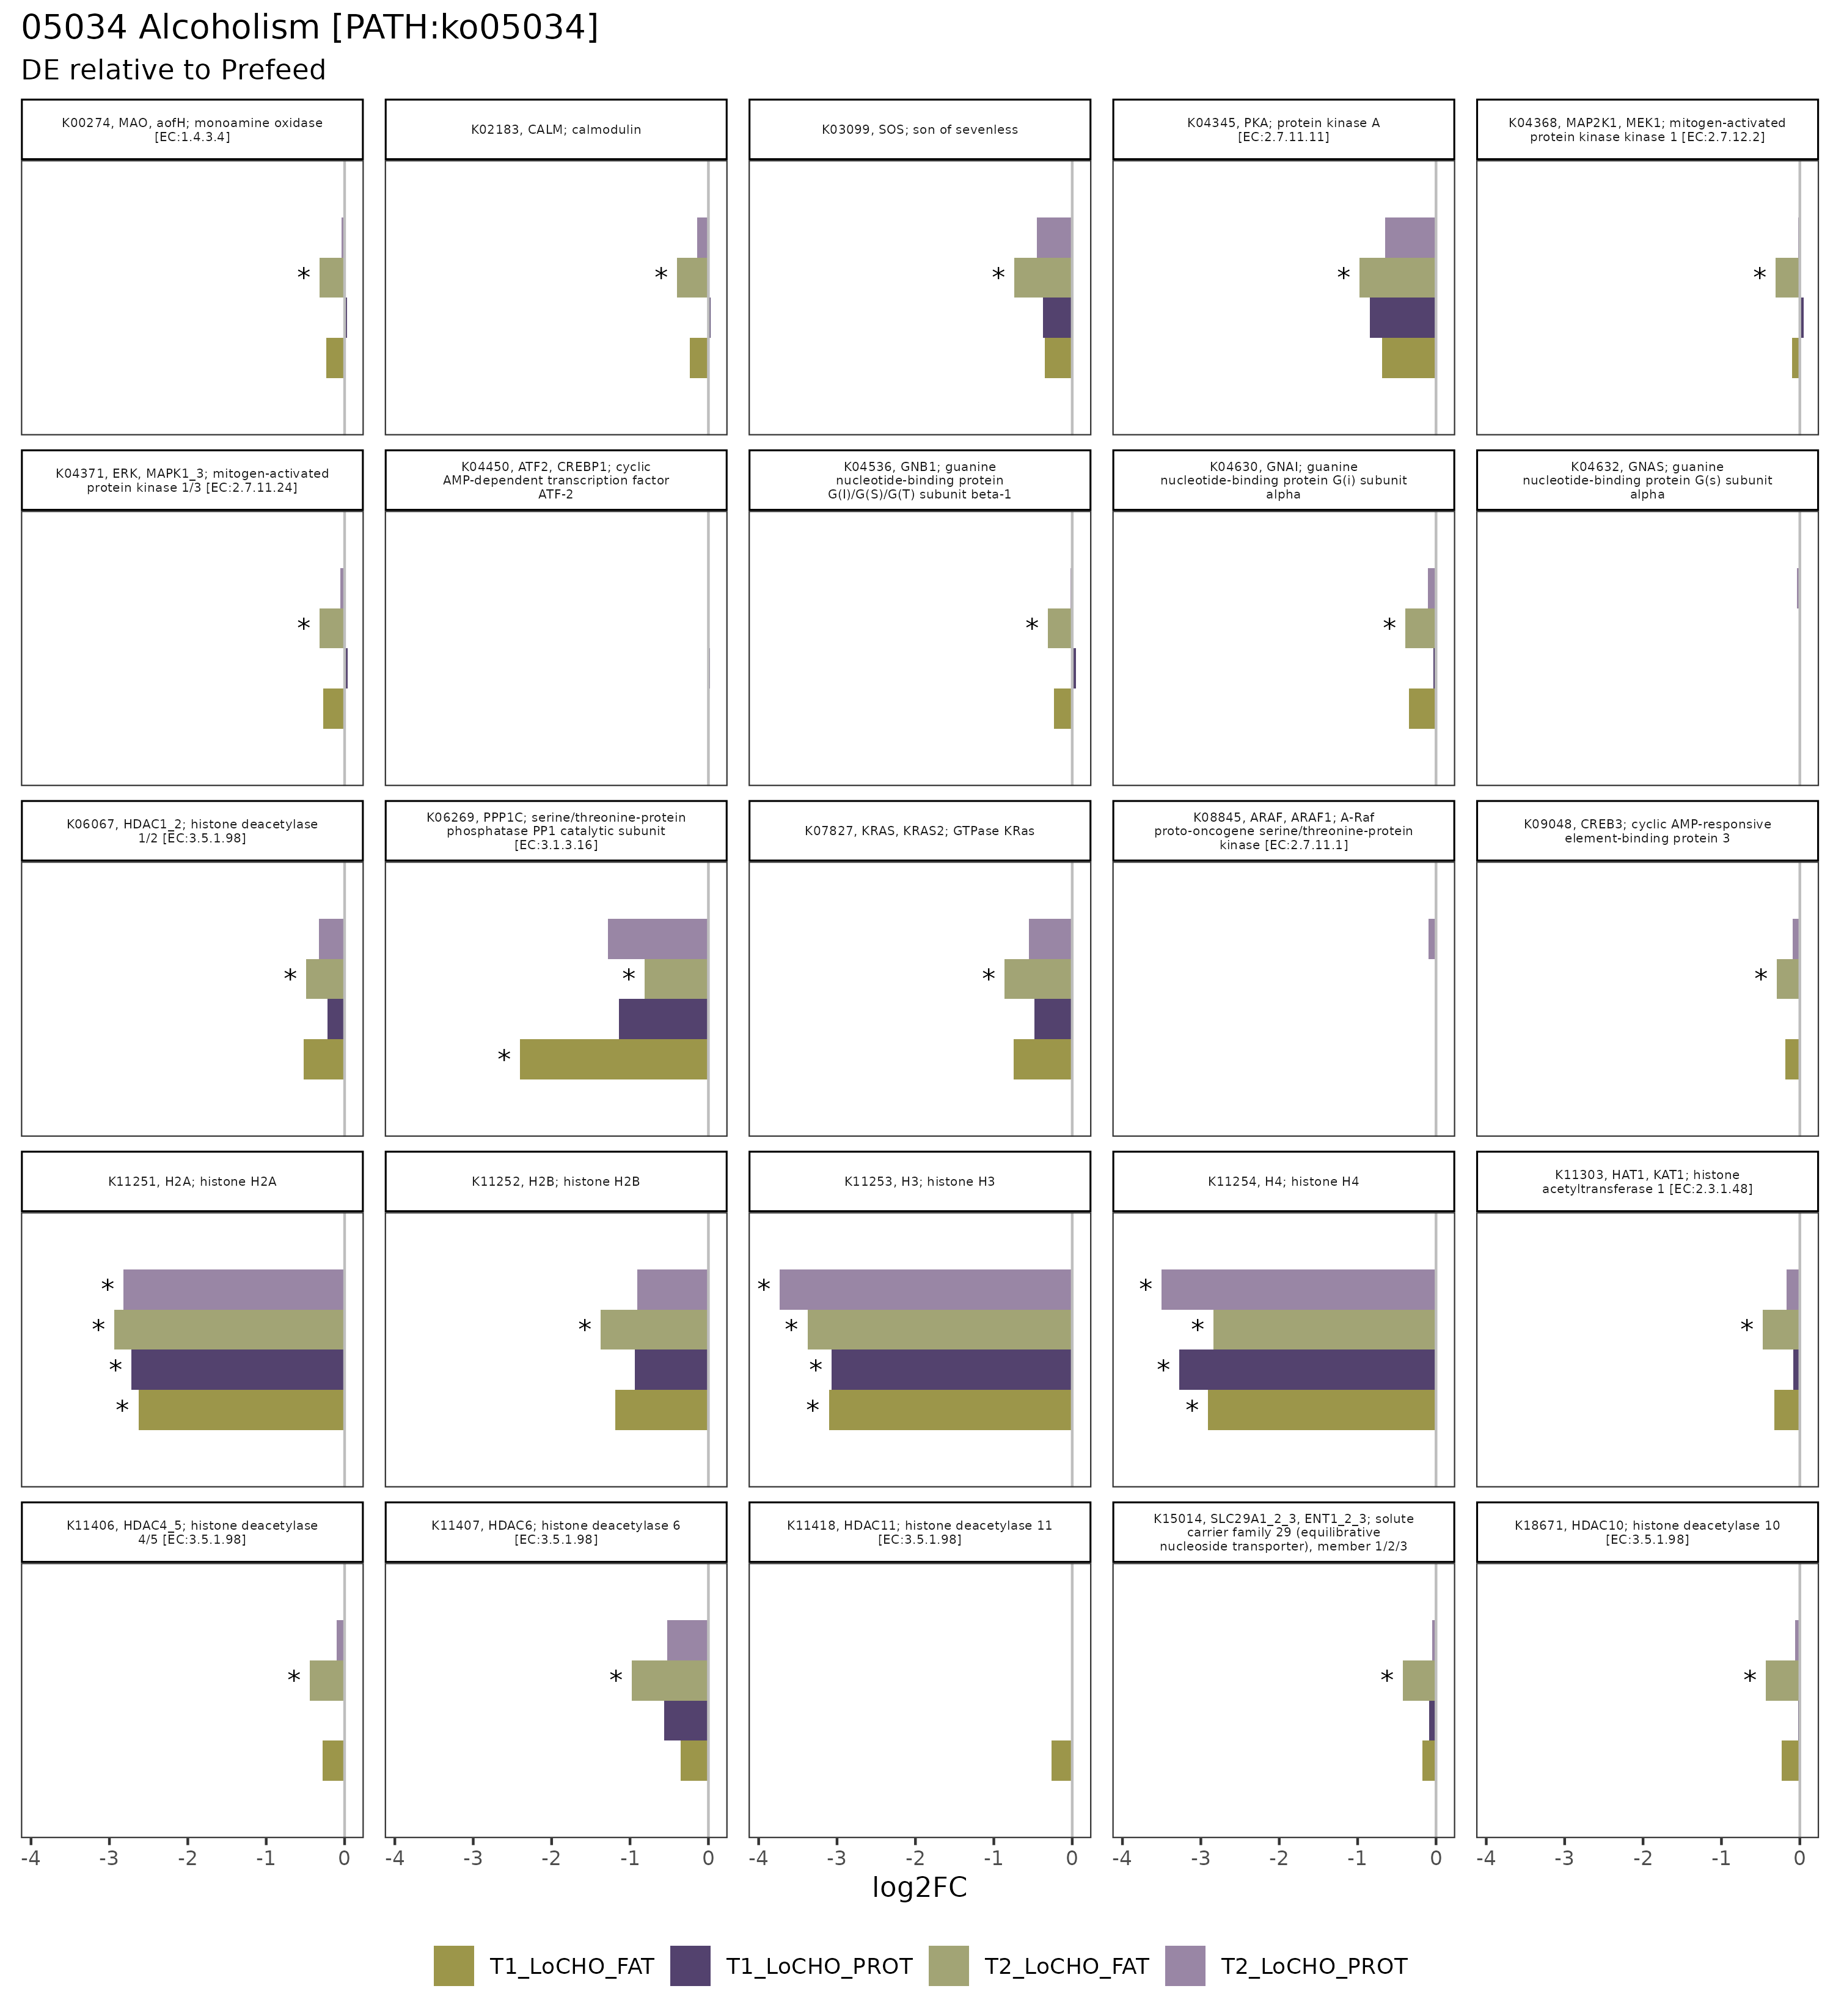 05034 Alcoholism [PATH:ko05034]
DE relative to Prefeed
K00274, MAO, aofH; monoamine oxidase
[EC:1.4.3.4]
K02183, CALM; calmodulin
K03099, SOS; son of sevenless
K04345, PKA; protein kinase A
[EC:2.7.11.11]
K04368, MAP2K1, MEK1; mitogen-activated
protein kinase kinase 1 [EC:2.7.12.2]
*
*
*
*
*
K04371, ERK, MAPK1_3; mitogen-activated
protein kinase 1/3 [EC:2.7.11.24]
K04450, ATF2, CREBP1; cyclic
AMP-dependent transcription factor
ATF-2
K04536, GNB1; guanine
nucleotide-binding protein
G(I)/G(S)/G(T) subunit beta-1
K04630, GNAI; guanine
nucleotide-binding protein G(i) subunit
alpha
K04632, GNAS; guanine
nucleotide-binding protein G(s) subunit
alpha
*
*
*
K06067, HDAC1_2; histone deacetylase
1/2 [EC:3.5.1.98]
K06269, PPP1C; serine/threonine-protein
phosphatase PP1 catalytic subunit
[EC:3.1.3.16]
K07827, KRAS, KRAS2; GTPase KRas
K08845, ARAF, ARAF1; A-Raf
proto-oncogene serine/threonine-protein
kinase [EC:2.7.11.1]
K09048, CREB3; cyclic AMP-responsive
element-binding protein 3
*
*
*
*
*
K11251, H2A; histone H2A
K11252, H2B; histone H2B
K11253, H3; histone H3
K11254, H4; histone H4
K11303, HAT1, KAT1; histone
acetyltransferase 1 [EC:2.3.1.48]
*
*
*
*
*
*
*
*
*
*
*
*
*
*
K11406, HDAC4_5; histone deacetylase
4/5 [EC:3.5.1.98]
K11407, HDAC6; histone deacetylase 6
[EC:3.5.1.98]
K11418, HDAC11; histone deacetylase 11
[EC:3.5.1.98]
K15014, SLC29A1_2_3, ENT1_2_3; solute
carrier family 29 (equilibrative
nucleoside transporter), member 1/2/3
K18671, HDAC10; histone deacetylase 10
[EC:3.5.1.98]
*
*
*
*
-4 -3 -2 -1 0 -4 -3 -2 -1 0 -4 -3 -2 -1 0 -4 -3 -2 -1 0 -4 -3 -2 -1 0
log2FC
T1_LoCHO_FAT T1_LoCHO_PROT T2_LoCHO_FAT T2_LoCHO_PROT